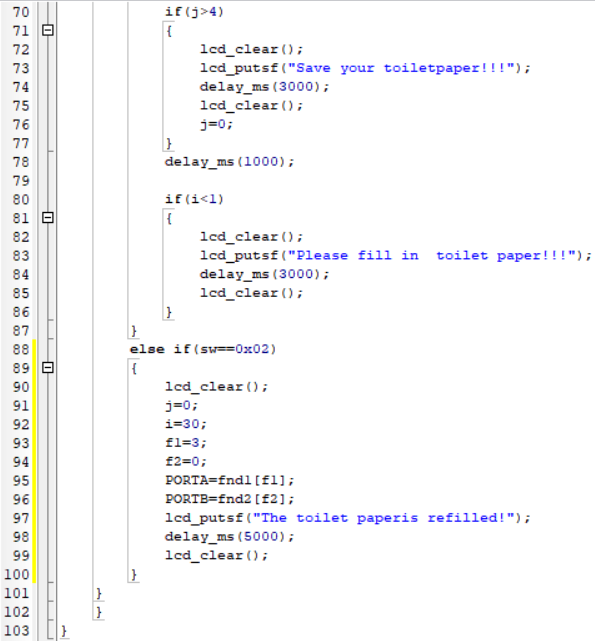 70 if(j>4)
71 {
72 lcd_clear();
73 lcd_putsf("Save your toiletpaper!!!");
74 delay_ms(3000);
75 lcd_clear();
76 j=0;
77 }
78 delay_ms(1000);
79
80 if(i<1)
81 {
82 lcd_clear();
83 lcd_putsf("Please fill in  toilet paper!!!");
84 delay_ms(3000);
85 lcd_clear();
86 }
87 }
88 else if(sw==0x02)
89 {
90 lcd_clear();
91 j=0;
92 i=30;
93 f1=3;
94 f2=0;
95 PORTA=fnd1[f1];
96 PORTB=fnd2[f2];
97 lcd_putsf("The toilet paperis refilled!");
98 delay_ms(5000);
99 lcd_clear();
100 }
101 }
102 }
103 }